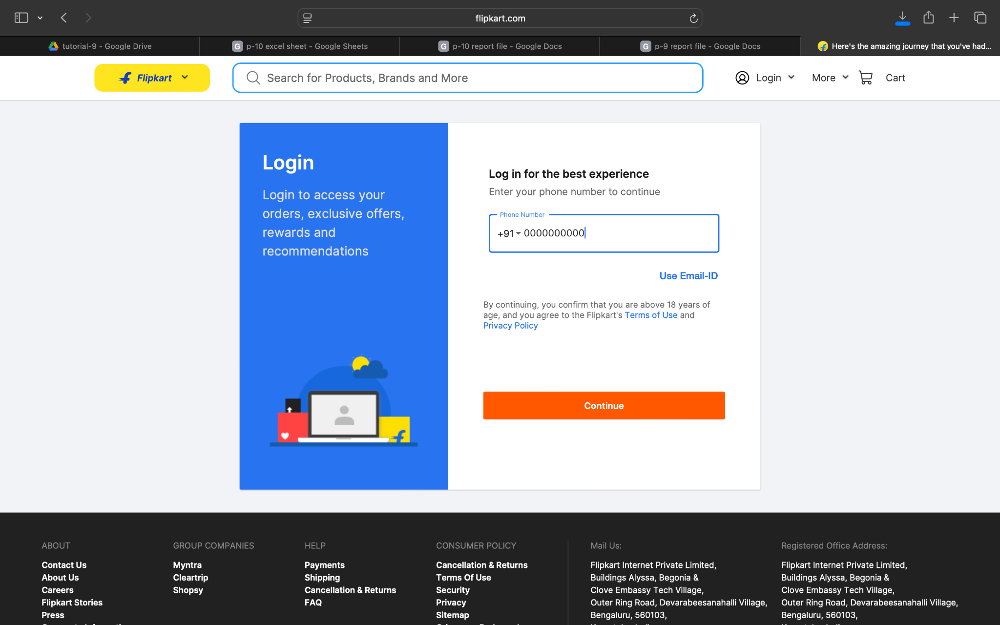 flipkart.com
tutorial-9 - Google Drive
G p-10 excel sheet - Google Sheets
G p-10 report file - Google Docs
G p-9 report file - Google Docs
Here's the amazing journey that you've had...
Flipkart
Search for Products, Brands and More
Login
More
Cart
Login
Login to access your
orders, exclusive offers,
rewards and
recommendations
Log in for the best experience
Enter your phone number to continue
Phone Number
+91 0000000000
Use Email-ID
By continuing, you confirm that you are above 18 years of
age, and you agree to the Flipkart's Terms of Use and
Privacy Policy
Continue
ABOUT
Contact Us
About Us
Careers
Flipkart Stories
Press
GROUP COMPANIES
Myntra
Cleartrip
Shopsy
HELP
Payments
Shipping
Cancellation & Returns
FAQ
CONSUMER POLICY
Cancellation & Returns
Terms Of Use
Security
Privacy
Sitemap
Mail Us:
Flipkart Internet Private Limited,
Buildings Alyssa, Begonia &
Clove Embassy Tech Village,
Outer Ring Road, Devarabeesanahalli Village,
Bengaluru, 560103,
Registered Office Address:
Flipkart Internet Private Limited,
Buildings Alyssa, Begonia &
Clove Embassy Tech Village,
Outer Ring Road, Devarabeesanahalli Village,
Bengaluru, 560103,